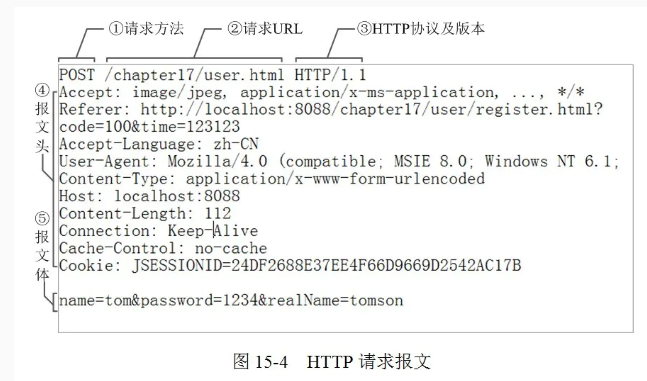 ①请求方法 ②请求URL ③HTTP协议及版本
POST /chapter17/user.html HTTP/1.1
④报文头
Accept: image/jpeg, application/x-ms-application, ..., */*
Referer: http://localhost:8088/chapter17/user/register.html?
code=100&time=123123
Accept-Language: zh-CN
User-Agent: Mozilla/4.0 (compatible; MSIE 8.0; Windows NT 6.1;
Content-Type: application/x-www-form-urlencoded
Host: localhost:8088
Content-Length: 112
Connection: Keep-Alive
Cache-Control: no-cache
Cookie: JSESSIONID=24DF2688E37EE4F66D9669D2542AC17B
⑤报文体
name=tom&password=1234&realName=tomson
图 15-4 HTTP 请求报文